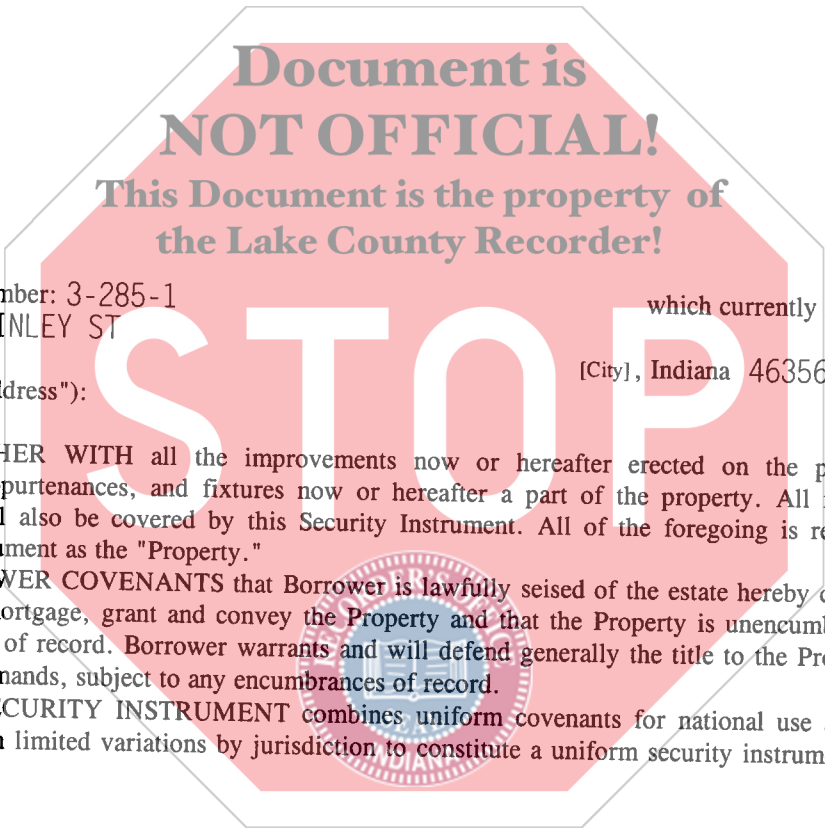 Document is
NOT OFFICIAL!
This Document is the property of
the Lake County Recorder!
mber: 3-285-1
which currently
INLEY ST
[City], Indiana 46356
ddress"):
STOP
HER WITH all the improvements now or hereafter erected on the p
purtenances, and fixtures now or hereafter a part of the property. All
l also be covered by this Security Instrument. All of the foregoing is re
ument as the "Property."
WER COVENANTS that Borrower is lawfully seised of the estate hereby c
ortgage, grant and convey the Property and that the Property is unencumb
of record. Borrower warrants and will defend generally the title to the Pro
mands, subject to any encumbrances of record.
ECURITY INSTRUMENT combines uniform covenants for national use
n limited variations by jurisdiction to constitute a uniform security instrum
SEAL
INDIANA